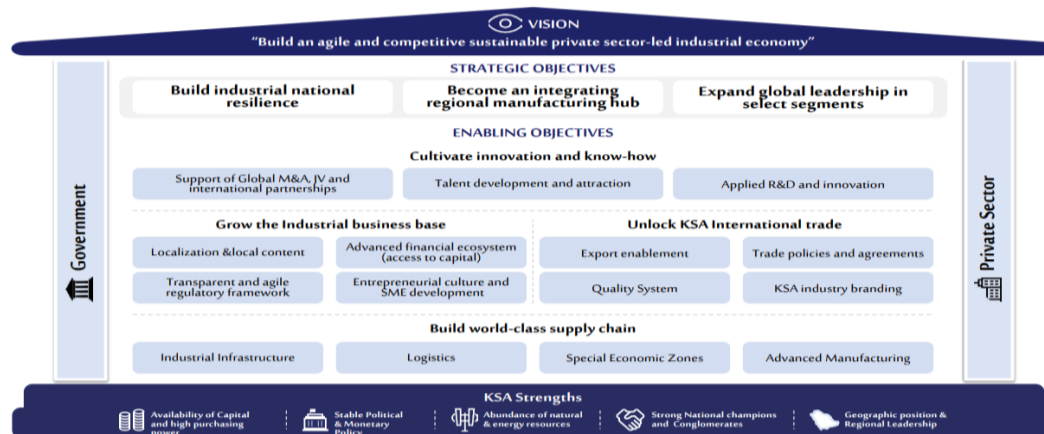 VISION
“Build an agile and competitive sustainable private sector-led industrial economy”
STRATEGIC OBJECTIVES
Build industrial national
resilience
Become an integrating
regional manufacturing hub
Expand global leadership in
select segments
ENABLING OBJECTIVES
Cultivate innovation and know-how
Support of Global M&A, JV and
international partnerships
Talent development and attraction
Applied R&D and innovation
Grow the Industrial business base
Localization &local content
Advanced financial ecosystem
(access to capital)
Transparent and agile
regulatory framework
Entrepreneurial culture and
SME development
Unlock KSA International trade
Export enablement
Trade policies and agreements
Quality System
KSA industry branding
Build world-class supply chain
Industrial Infrastructure
Logistics
Special Economic Zones
Advanced Manufacturing
Government
Private Sector
KSA Strengths
Availability of Capital
and high purchasing
power
Stable Political
& Monetary
Policy
Abundance of natural
& energy resources
Strong National champions
and Conglomerates
Geographic position &
Regional Leadership